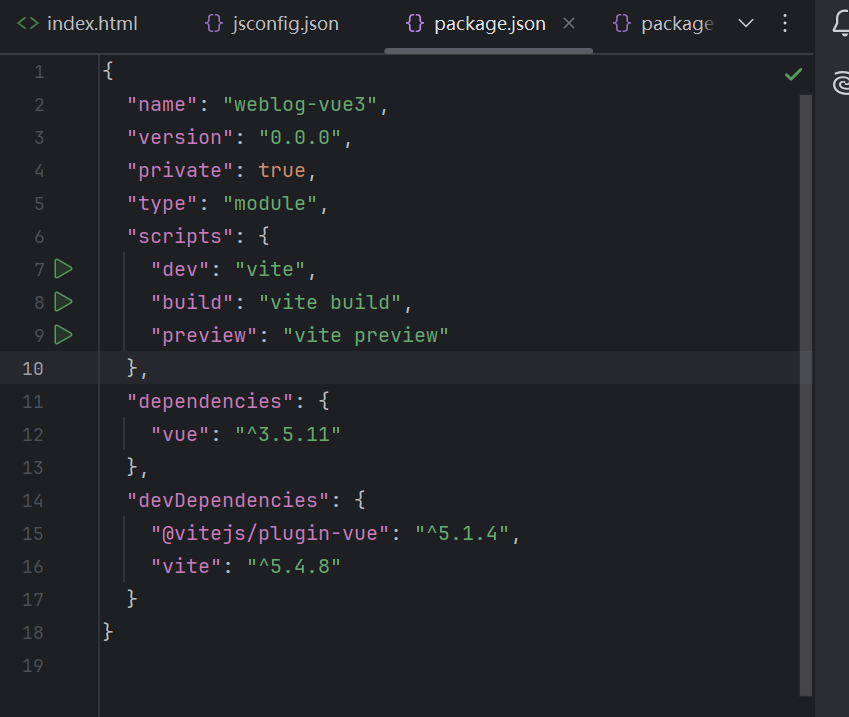 index.html jsconfig.json package.json package
1 {
2 "name": "weblog-vue3",
3 "version": "0.0.0",
4 "private": true,
5 "type": "module",
6 "scripts": {
7 "dev": "vite",
8 "build": "vite build",
9 "preview": "vite preview"
10 },
11 "dependencies": {
12 "vue": "^3.5.11"
13 },
14 "devDependencies": {
15 "@vitejs/plugin-vue": "^5.1.4",
16 "vite": "^5.4.8"
17 }
18 }
19